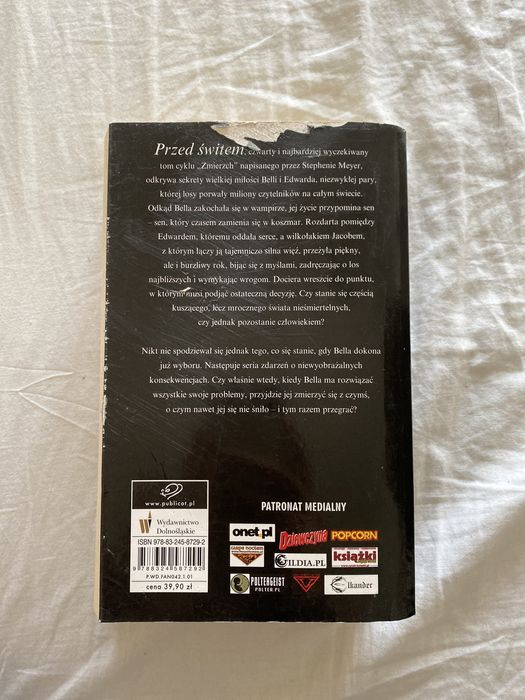 Przed świtem, czwarty i najbardziej wyczekiwany
tom cyklu „Zmierzch” napisanego przez Stephenie Meyer,
odkrywa sekrety wielkiej miłości Belli i Edwarda, niezwykłej pary,
której losy porwały miliony czytelników na całym świecie.
Odkąd Bella zakochała się w wampirze, jej życie przypomina sen
– sen, który czasem zamienia się w koszmar. Rozdarta pomiędzy
Edwardem, któremu oddała serce, a wilkołakiem Jacobem,
z którym łączy ją tajemniczo silna więź, przeżyła piękny,
ale i burzliwy rok, bijąc się z myślami, zadręczając o los
najbliższych i wymykając wrogom. Dociera wreszcie do punktu,
w którym musi podjąć ostateczną decyzję. Czy stanie się częścią
kuszącego, lecz mrocznego świata nieśmiertelnych,
czy jednak pozostanie człowiekiem?
Nikt nie spodziewał się jednak tego, co się stanie, gdy Bella dokona
już wyboru. Następuje seria zdarzeń o niewyobrażalnych
konsekwencjach. Czy właśnie wtedy, kiedy Bella ma rozwiązać
wszystkie swoje problemy, przyjdzie jej zmierzyć się z czymś,
o czym nawet jej się nie śniło – i tym razem przegrać?
www.publicat.pl
Wydawnictwo
Dolnośląskie
ISBN 978-83-245-8729-2
9788324587292
P.WD.FAN042.1.01
cena 39,90 zł
PATRONAT MEDIALNY
onet.pl
Dziewczyna
POPCORN
carpe noctem
GILDIA.PL
książki
POLTERGEIST
POLTER.PL
Ikander